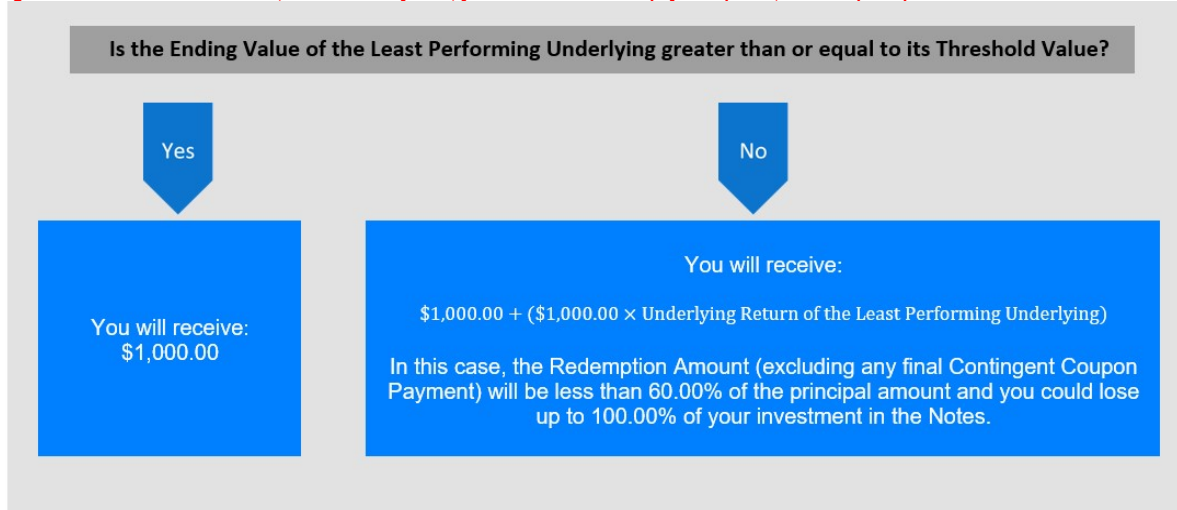 Is the Ending Value of the Least Performing Underlying greater than or equal to its Threshold Value?
Yes
No
You will receive:
$1,000.00
You will receive:
$1,000.00 + ($1,000.00 × Underlying Return of the Least Performing Underlying)
In this case, the Redemption Amount (excluding any final Contingent Coupon
Payment) will be less than 60.00% of the principal amount and you could lose
up to 100.00% of your investment in the Notes.